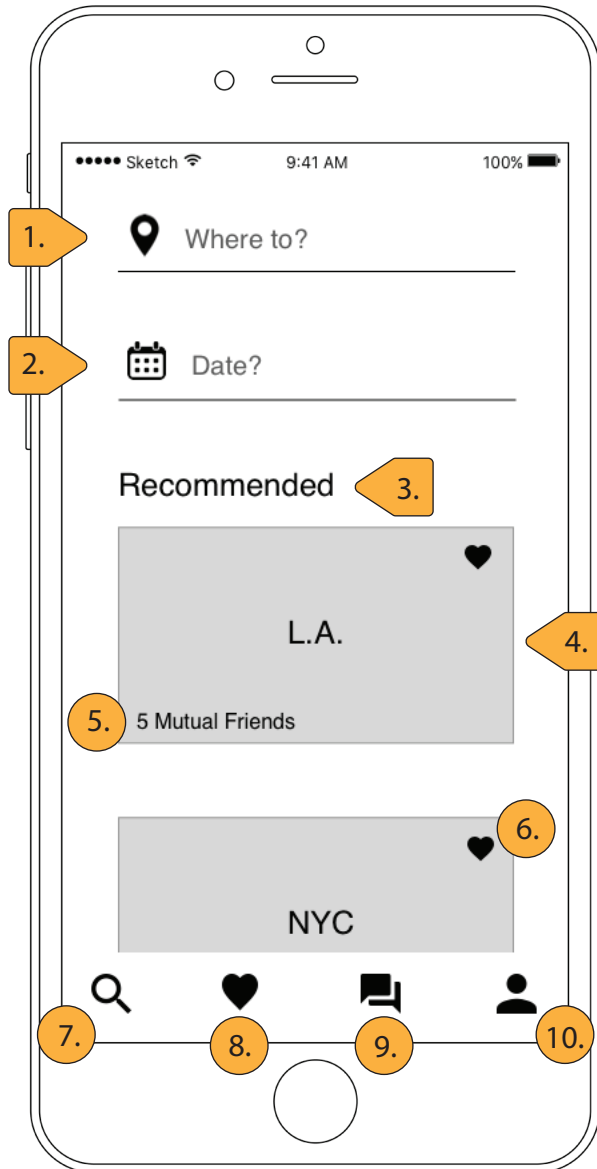 ●●●●● Sketch 9:41 AM 100%
1. Where to?
2. Date?
Recommended 3.
L.A.
4.
5. 5 Mutual Friends
6.
NYC
7. 8. 9. 10.